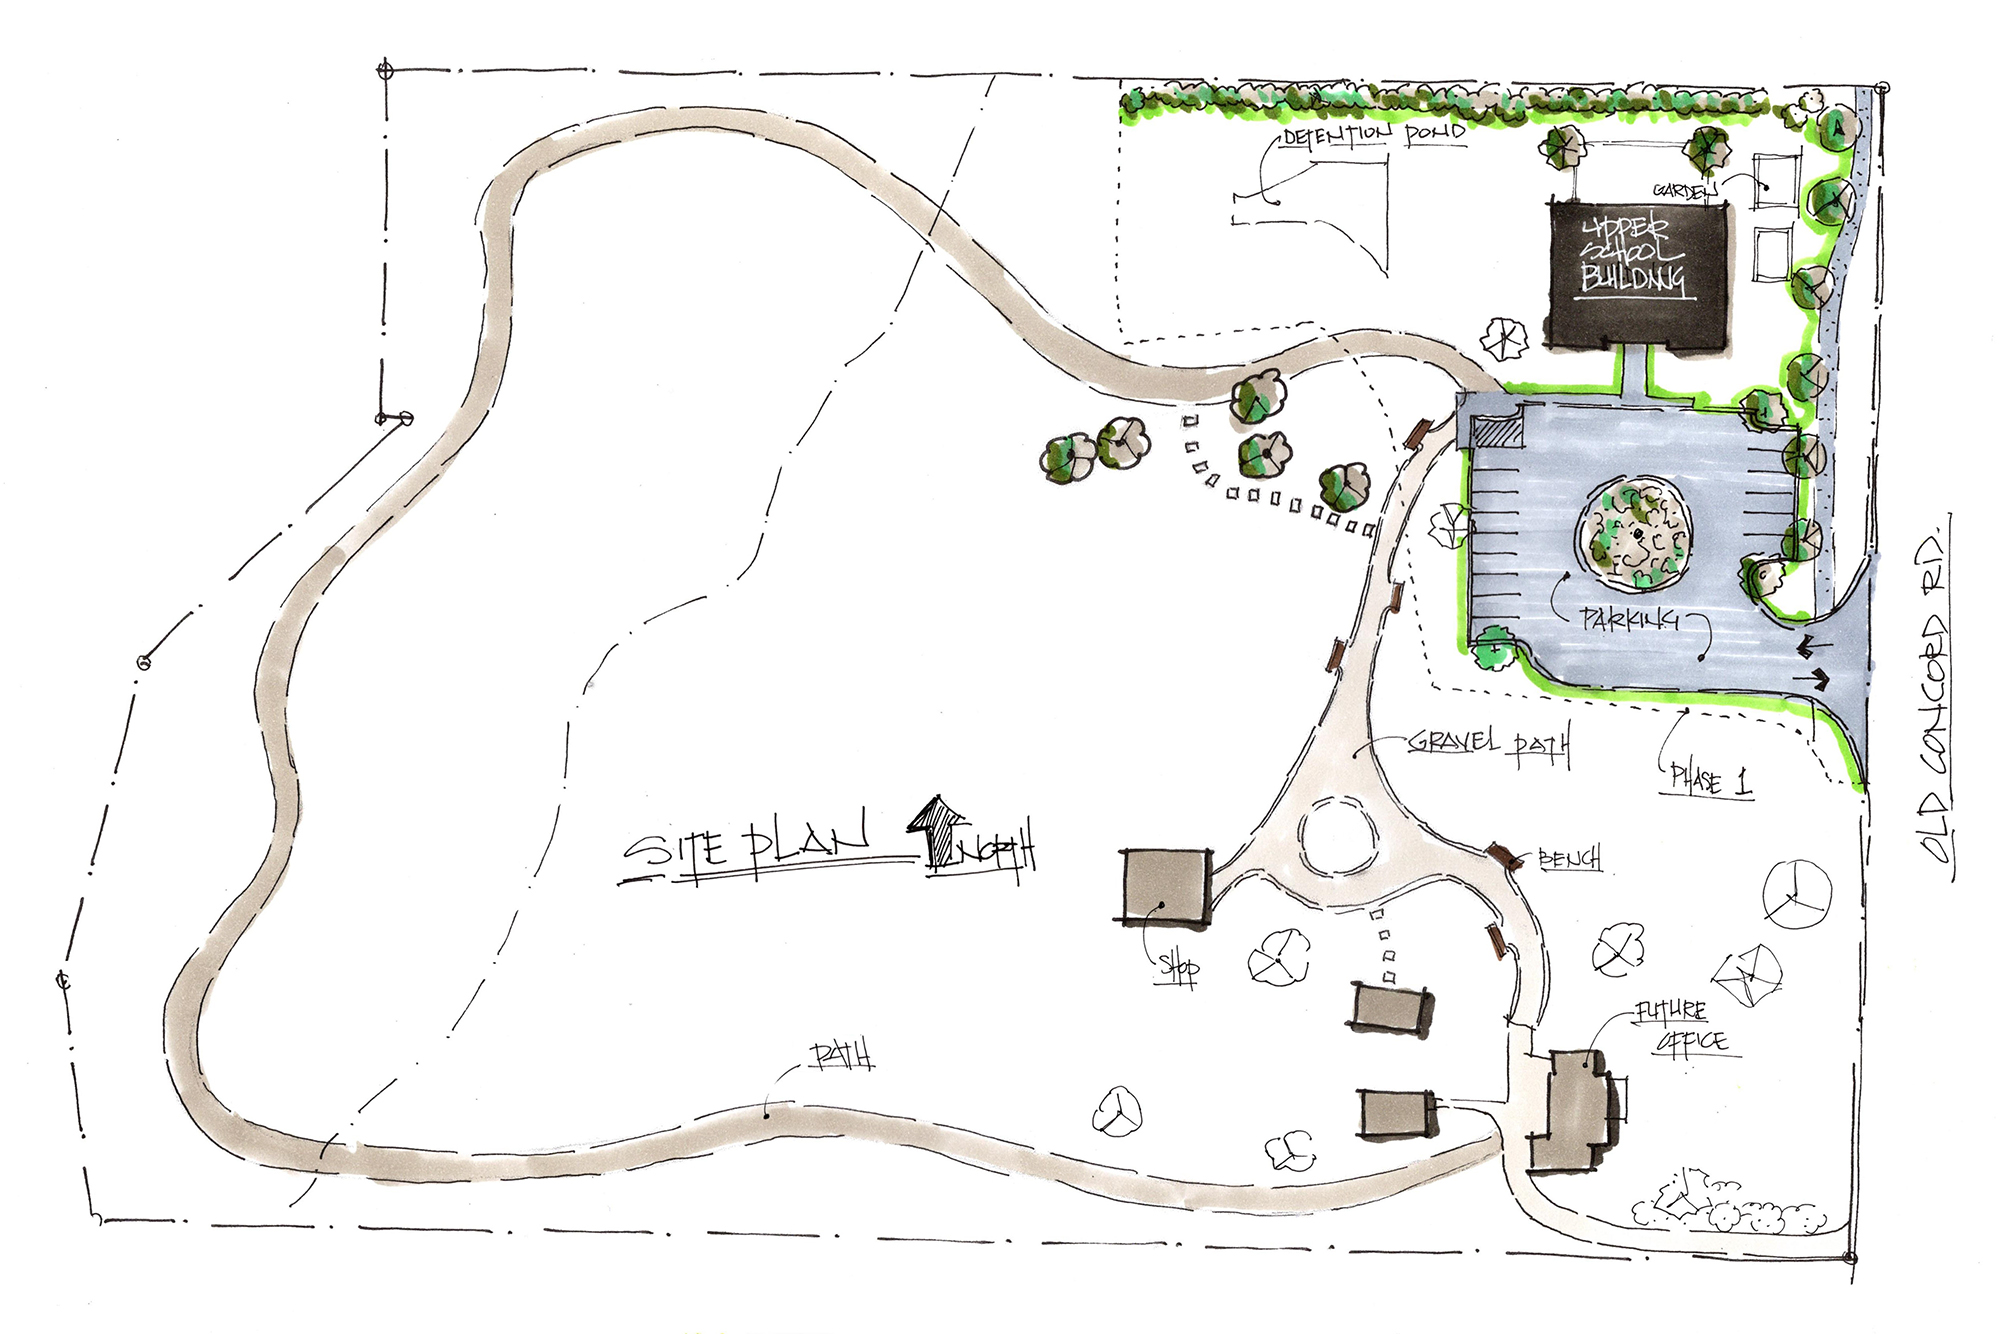 DETENTION POND
GARDEN
UPPER
SCHOOL
BUILDING
PARKING
OLD CONCORD RD.
GRAVEL PATH
PHASE 1
SITE PLAN
NORTH
BENCH
SHOP
FUTURE
OFFICE
PATH